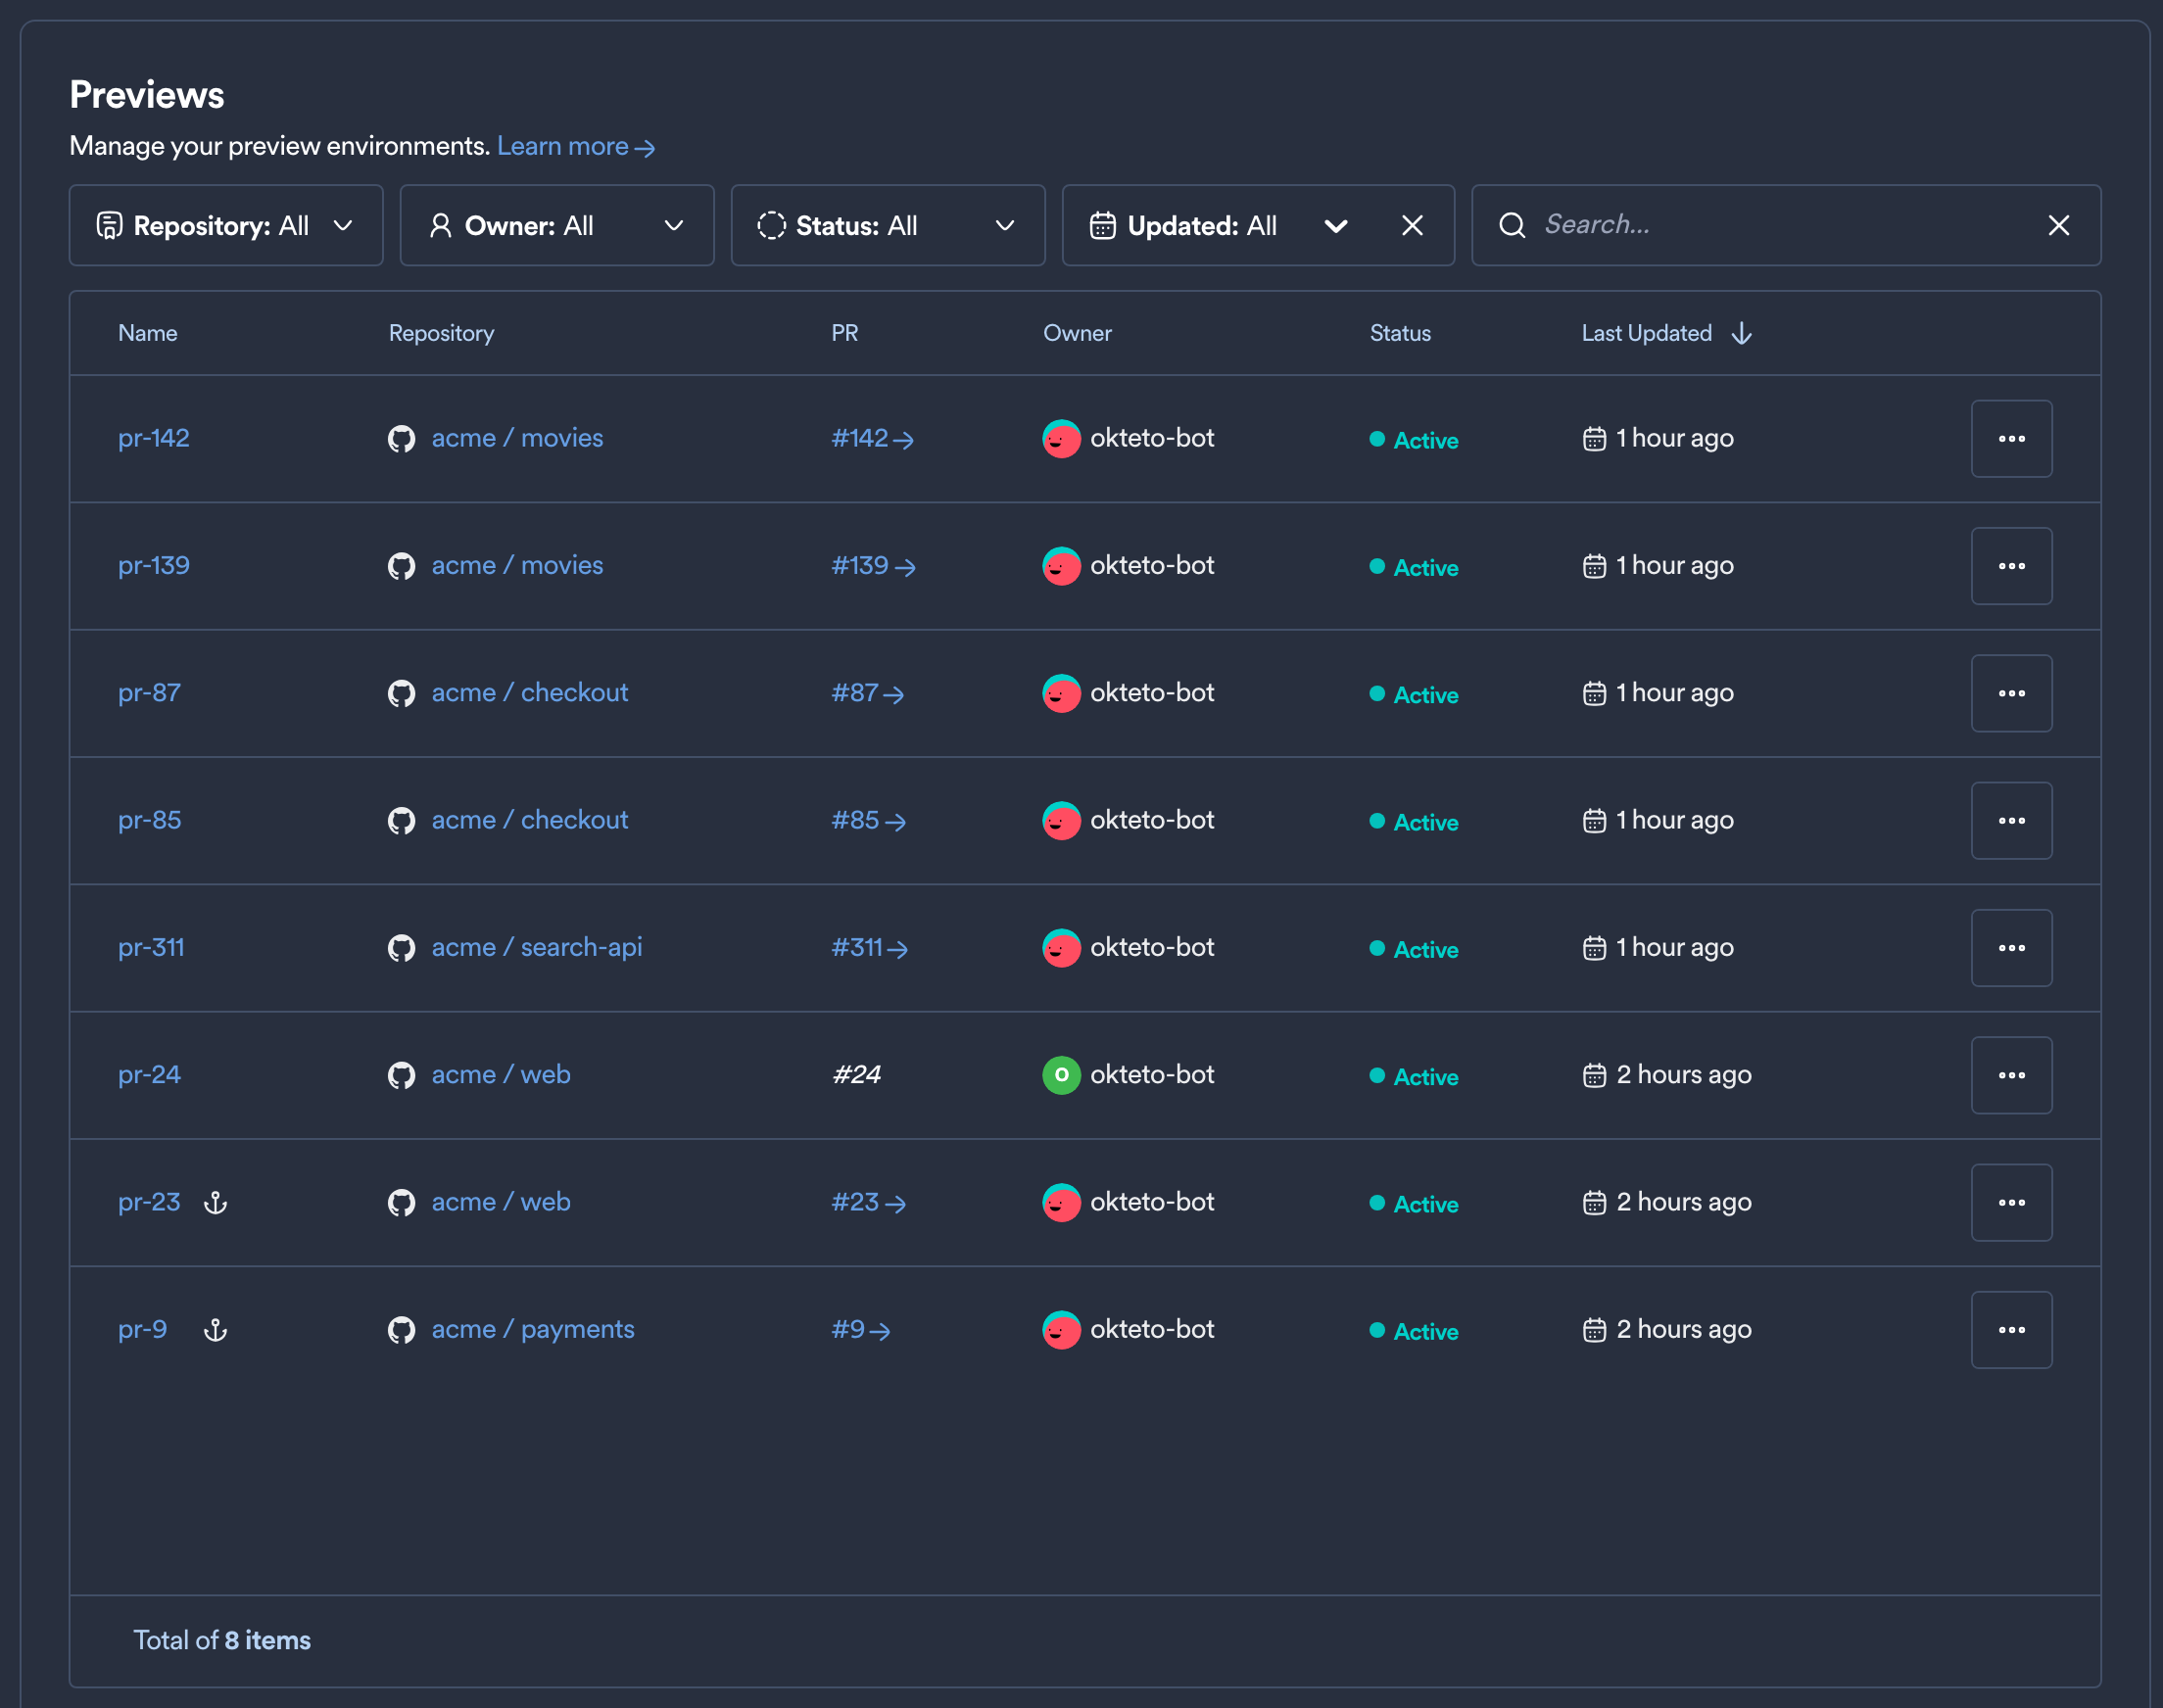 Previews
Manage your preview environments. Learn more →
Repository: All Owner: All Status: All Updated: All Search...
Name Repository PR Owner Status Last Updated ↓
pr-142 acme / movies #142 → okteto-bot Active 1 hour ago
pr-139 acme / movies #139 → okteto-bot Active 1 hour ago
pr-87 acme / checkout #87 → okteto-bot Active 1 hour ago
pr-85 acme / checkout #85 → okteto-bot Active 1 hour ago
pr-311 acme / search-api #311 → okteto-bot Active 1 hour ago
pr-24 acme / web #24 O okteto-bot Active 2 hours ago
pr-23 acme / web #23 → okteto-bot Active 2 hours ago
pr-9 acme / payments #9 → okteto-bot Active 2 hours ago
Total of 8 items